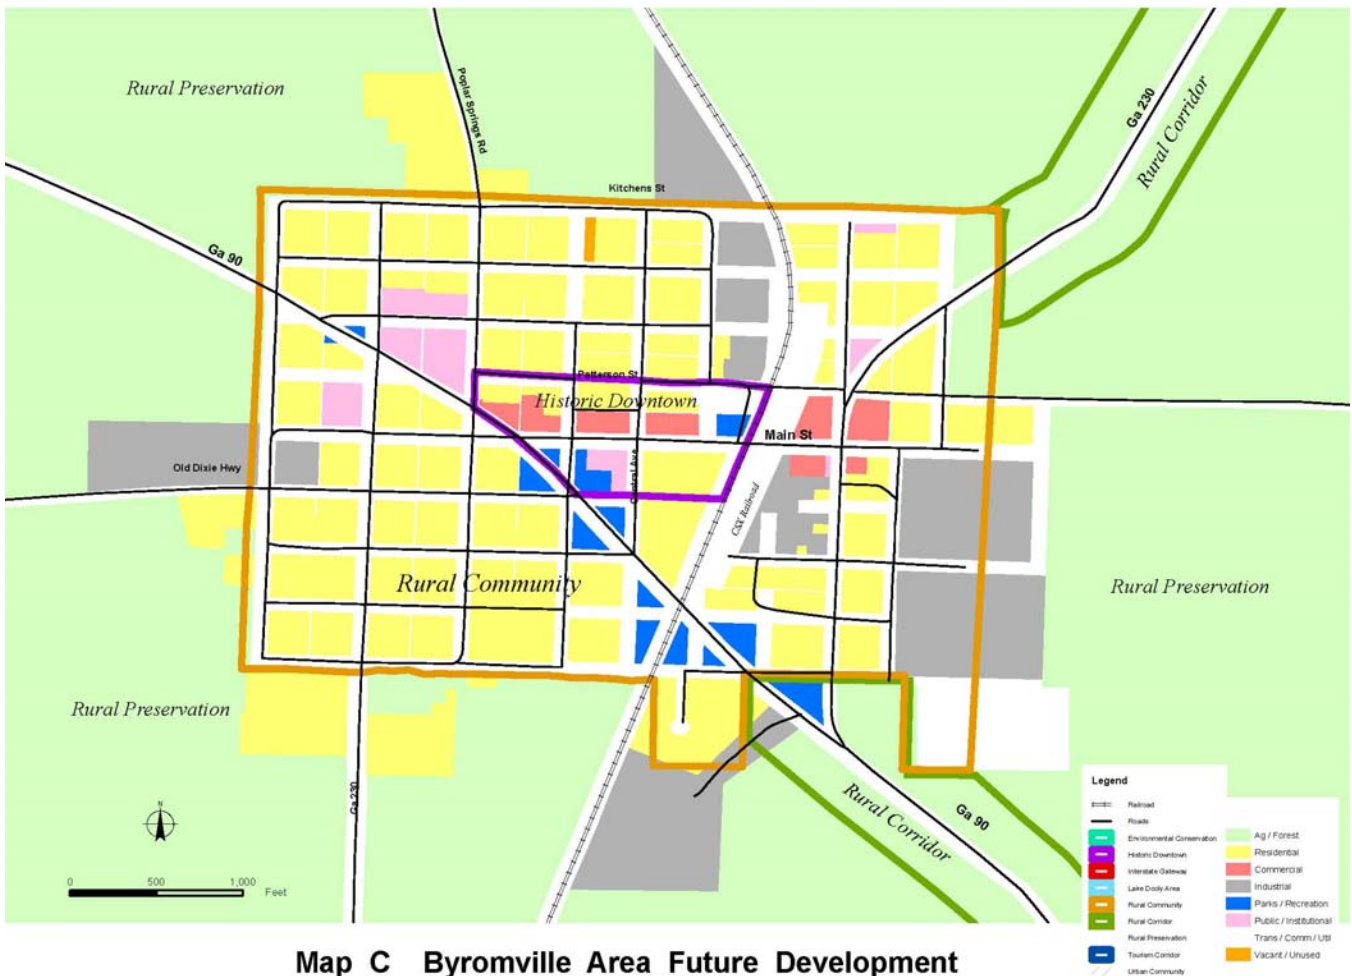 Rural Preservation
Poplar Springs Rd
Ga 230
Rural Corridor
Kitchens St
Ga 90
Patterson St
Historic Downtown
Main St
Old Dixie Hwy
Central Ave
CSX Railroad
Rural Community
Rural Preservation
Rural Preservation
Ga 230
Rural Corridor
Ga 90
N
0 500 1,000
Feet
Legend
Railroad
Roads
Environmental Conservation
Historic Downtown
Interstate Gateway
Lake Dooly Area
Rural Community
Rural Corridor
Rural Preservation
Tourism Corridor
Urban Community
Ag / Forest
Residential
Commercial
Industrial
Parks / Recreation
Public / Institutional
Trans / Comm / Util
Vacant / Unused
Map C Byromville Area Future Development